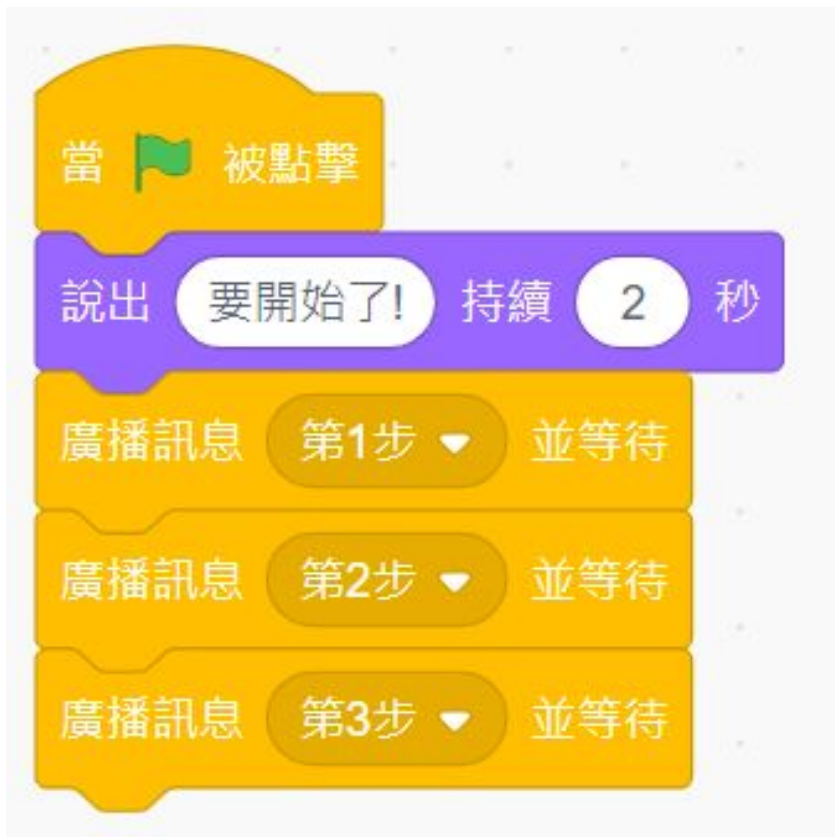 當 被點擊
說出 要開始了! 持續 2 秒
廣播訊息 第1步 並等待
廣播訊息 第2步 並等待
廣播訊息 第3步 並等待